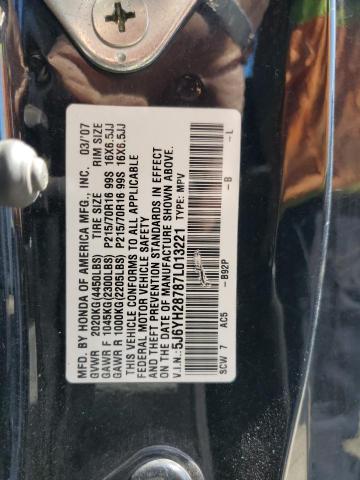 MFD. BY HONDA OF AMERICA MFG., INC. 03/'07
GVWR 2020KG(4450LBS) TIRE SIZE RIM SIZE
GAWR F 1045KG(2300LBS) P215/70R16 99S 16X6.5JJ
GAWR R 1000KG(2205LBS) P215/70R16 99S 16X6.5JJ
THIS VEHICLE CONFORMS TO ALL APPLICABLE
FEDERAL MOTOR VEHICLE SAFETY
AND THEFT PREVENTION STANDARDS IN EFFECT
ON THE DATE OF MANUFACTURE SHOWN ABOVE.
V.I.N.: 5J6YH28787L013221 TYPE: MPV
SCW 7 AC5 -B92P -B -L